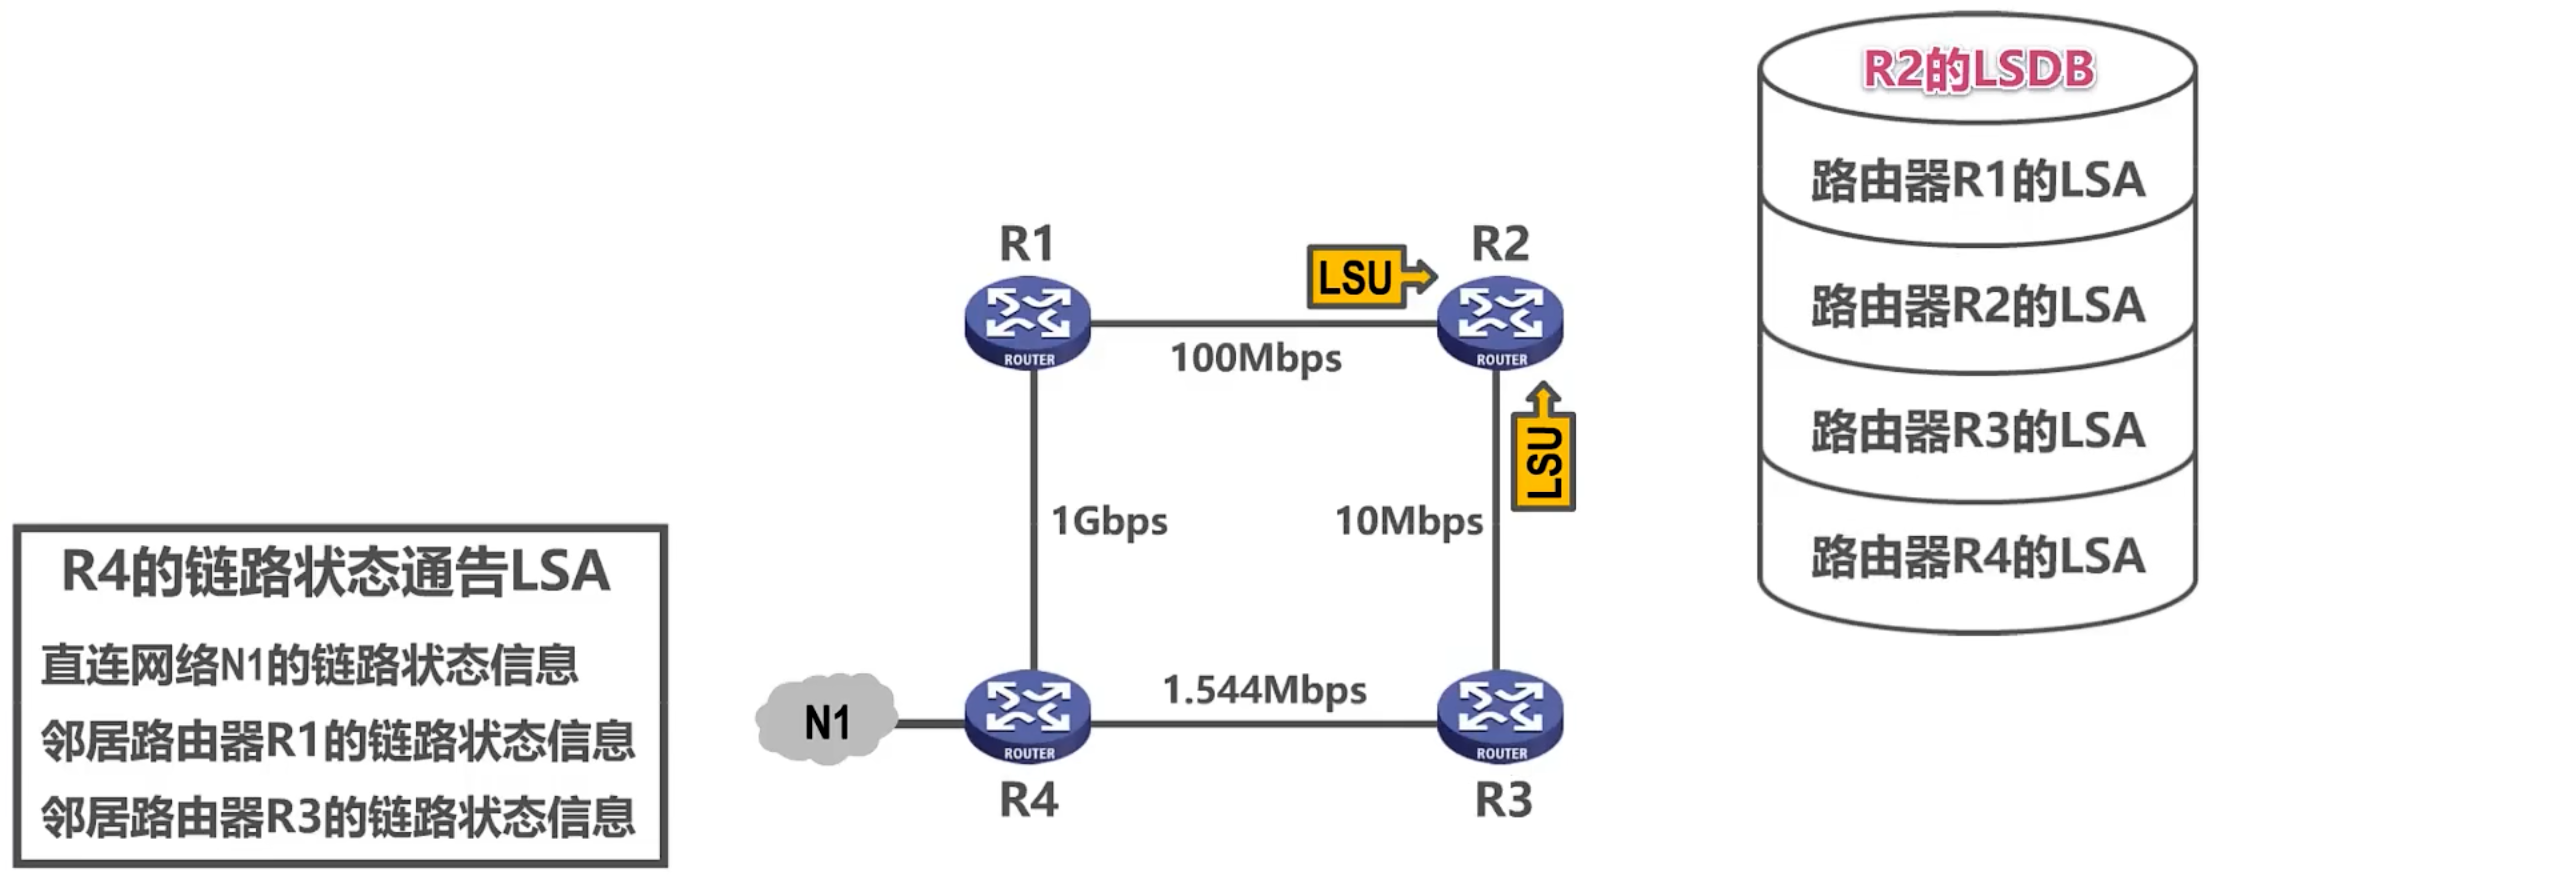 R2的LSDB
路由器R1的LSA
路由器R2的LSA
路由器R3的LSA
路由器R4的LSA
R1
R2
LSU
ROUTER
ROUTER
100Mbps
LSU
1Gbps
10Mbps
1.544Mbps
N1
ROUTER
ROUTER
R4
R3
R4的链路状态通告LSA
直连网络N1的链路状态信息
邻居路由器R1的链路状态信息
邻居路由器R3的链路状态信息